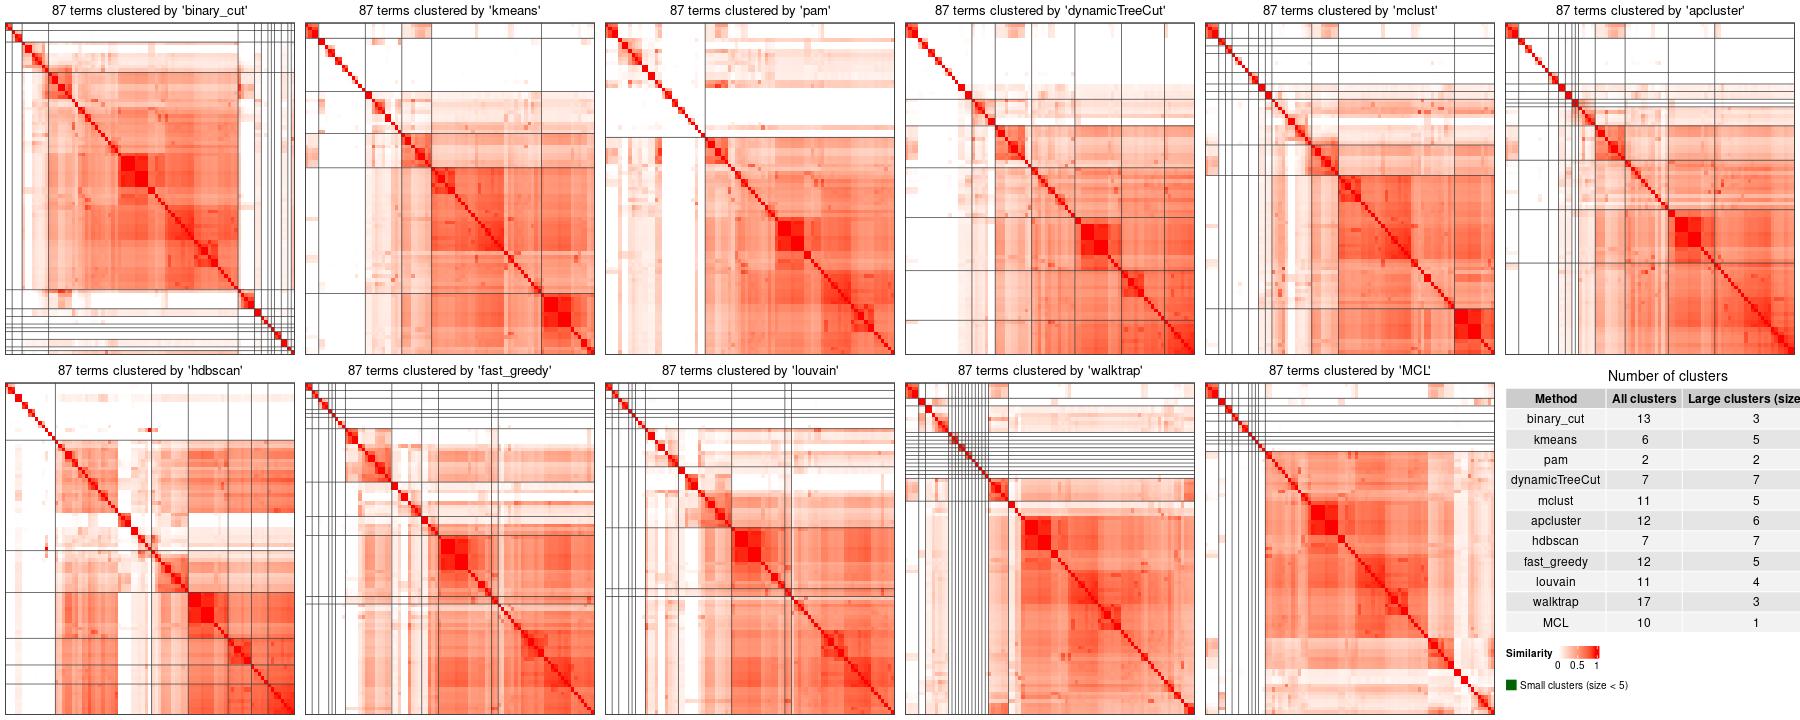 87 terms clustered by 'binary_cut'
87 terms clustered by 'kmeans'
87 terms clustered by 'pam'
87 terms clustered by 'dynamicTreeCut'
87 terms clustered by 'mclust'
87 terms clustered by 'apcluster'
87 terms clustered by 'hdbscan'
87 terms clustered by 'fast_greedy'
87 terms clustered by 'louvain'
87 terms clustered by 'walktrap'
87 terms clustered by 'MCL'
Number of clusters
Method All clusters Large clusters (size
binary_cut 13 3
kmeans 6 5
pam 2 2
dynamicTreeCut 7 7
mclust 11 5
apcluster 12 6
hdbscan 7 7
fast_greedy 12 5
louvain 11 4
walktrap 17 3
MCL 10 1
Similarity
0 0.5 1
Small clusters (size < 5)